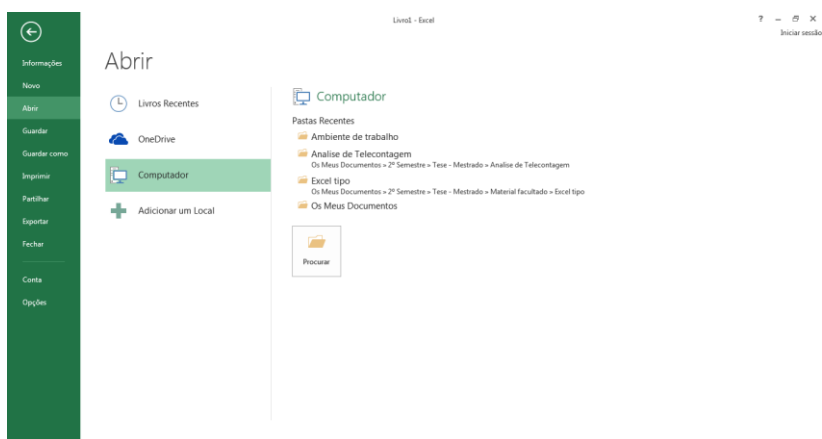 Livro1 - Excel
? – X
Iniciar sessão
Informações
Novo
Abrir
Guardar
Guardar como
Imprimir
Partilhar
Exportar
Fechar
Conta
Opções
Abrir
Livros Recentes
OneDrive
Computador
Adicionar um Local
Computador
Pastas Recentes
Ambiente de trabalho
Analise de Telecontagem
Os Meus Documentos » 2º Semestre » Tese - Mestrado » Analise de Telecontagem
Excel tipo
Os Meus Documentos » 2º Semestre » Tese - Mestrado » Material facultado » Excel tipo
Os Meus Documentos
Procurar